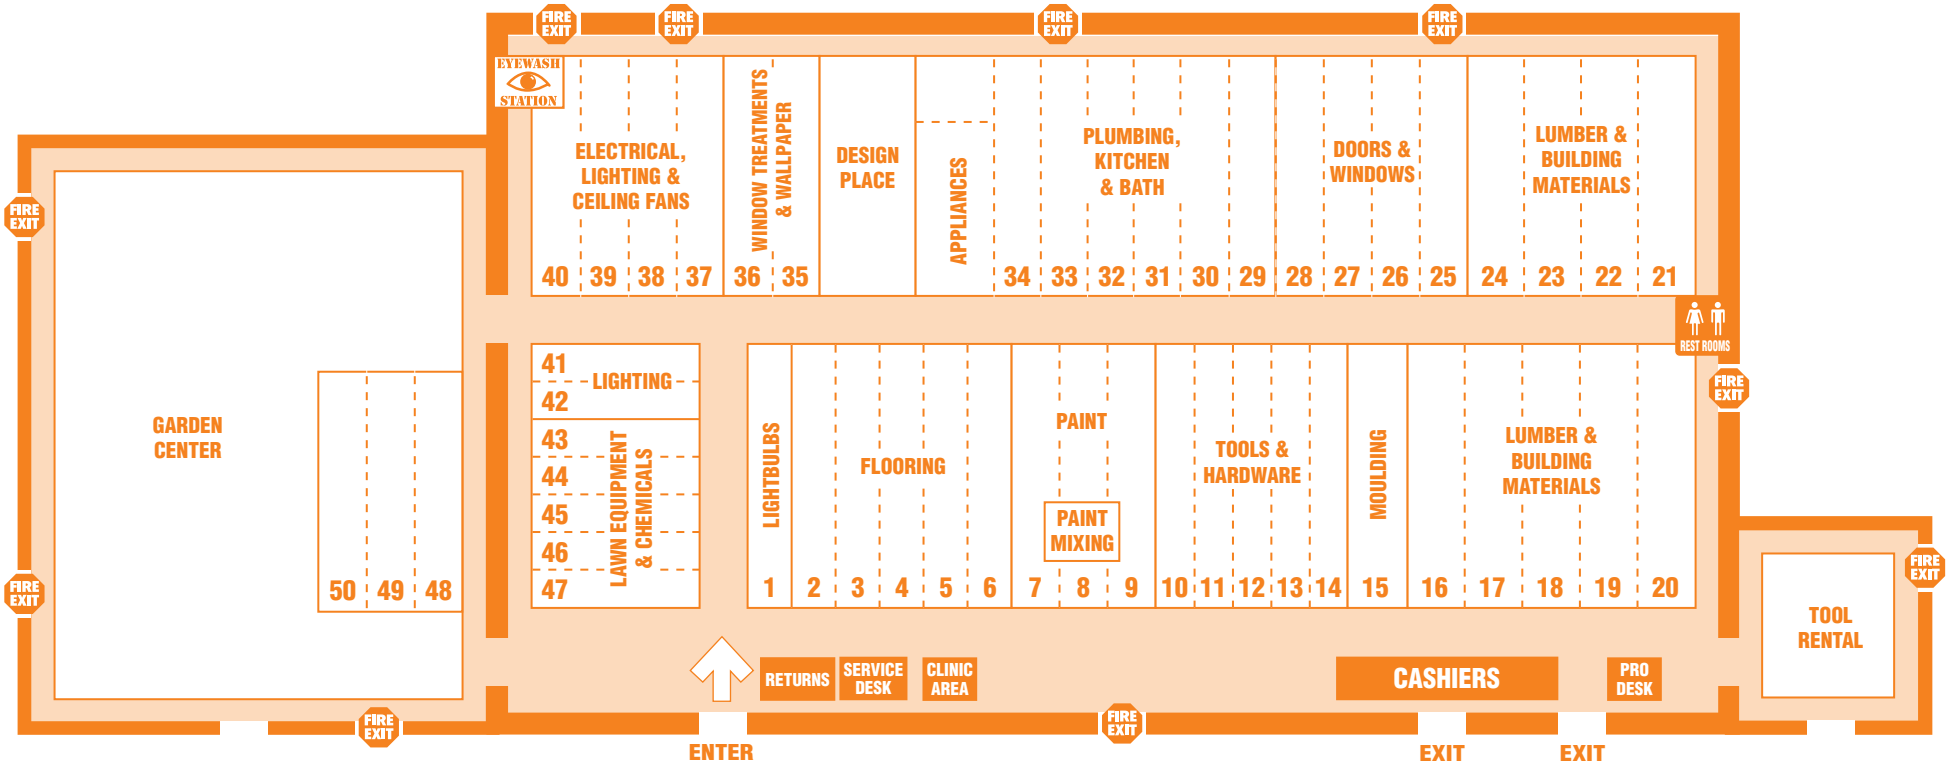 FIRE
EXIT
FIRE
EXIT
FIRE
EXIT
FIRE
EXIT
EYEWASH
STATION
ELECTRICAL,
LIGHTING &
CEILING FANS
WINDOW TREATMENTS
& WALLPAPER
DESIGN
PLACE
APPLIANCES
PLUMBING,
KITCHEN
& BATH
DOORS &
WINDOWS
LUMBER &
BUILDING
MATERIALS
40 39 38 37 36 35 34 33 32 31 30 29 28 27 26 25 24 23 22 21
REST ROOMS
FIRE
EXIT
FIRE
EXIT
GARDEN
CENTER
50 49 48
FIRE
EXIT
FIRE
EXIT
41
42
LIGHTING
43
44
45
46
47
LAWN EQUIPMENT
& CHEMICALS
LIGHTBULBS
FLOORING
PAINT
PAINT
MIXING
TOOLS &
HARDWARE
MOULDING
LUMBER &
BUILDING
MATERIALS
1 2 3 4 5 6 7 8 9 10 11 12 13 14 15 16 17 18 19 20
FIRE
EXIT
TOOL
RENTAL
RETURNS
SERVICE
DESK
CLINIC
AREA
CASHIERS
PRO
DESK
FIRE
EXIT
ENTER
EXIT
EXIT